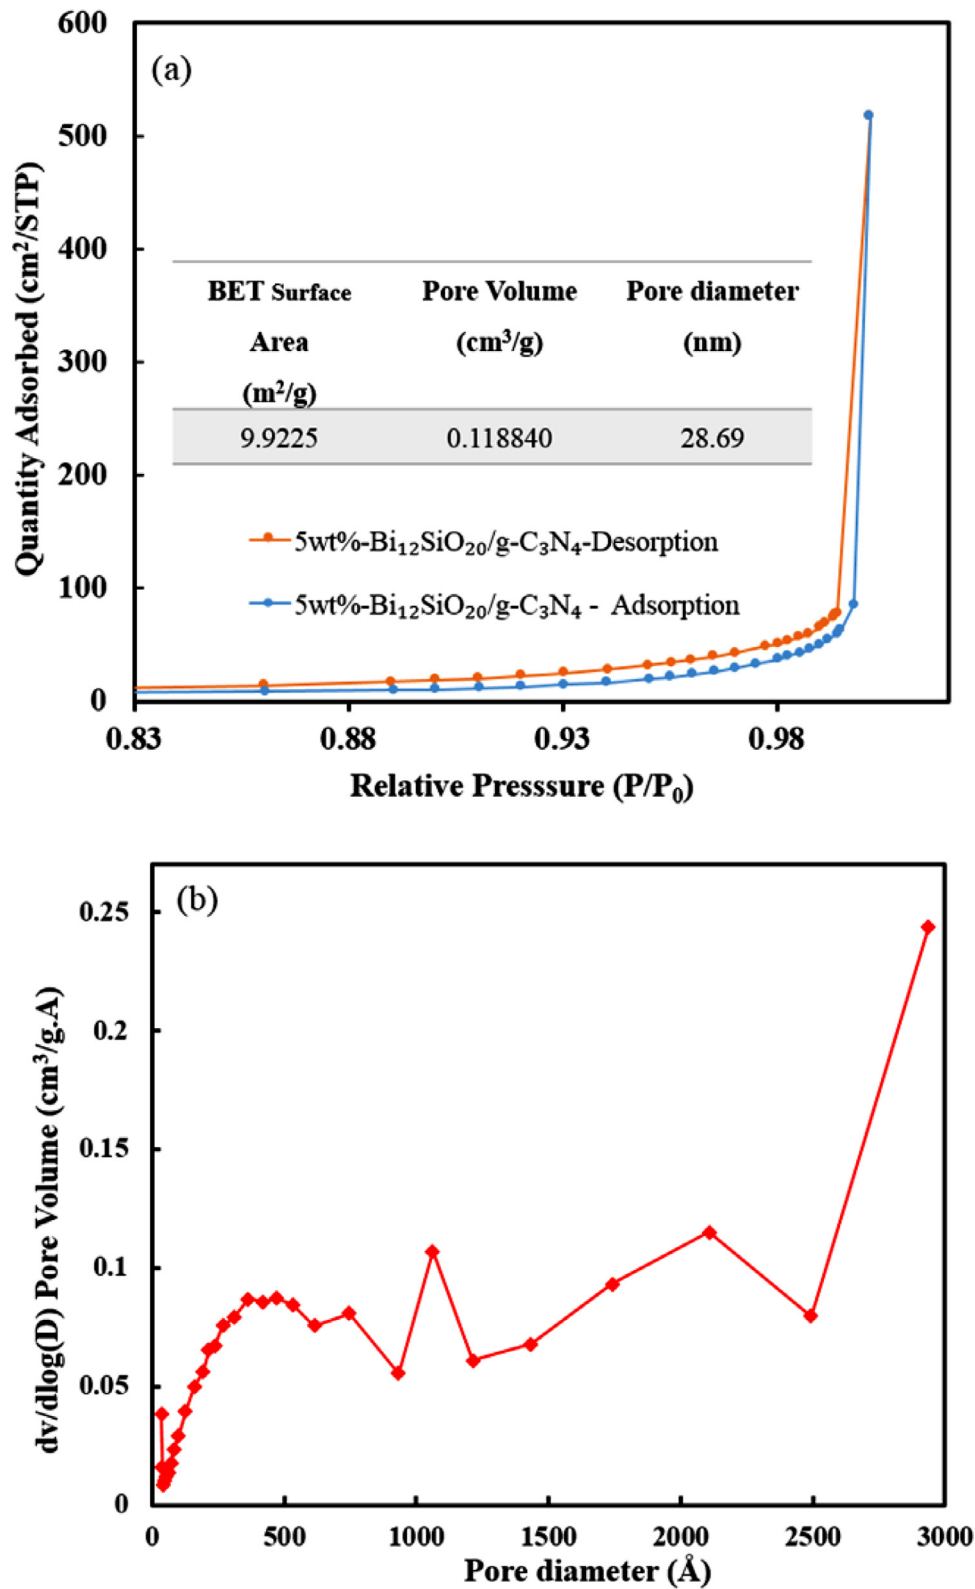 600
(a)
500
400
300
200
100
0
Quantity Adsorbed (cm²/STP)
BET Surface Pore Volume Pore diameter
Area (cm³/g) (nm)
(m²/g)
9.9225 0.118840 28.69
5wt%-Bi₁₂SiO₂₀/g-C₃N₄-Desorption
5wt%-Bi₁₂SiO₂₀/g-C₃N₄ - Adsorption
0.83 0.88 0.93 0.98
Relative Presssure (P/P₀)
(b)
0.25
0.2
0.15
0.1
0.05
0
dv/dlog(D) Pore Volume (cm³/g.A)
0 500 1000 1500 2000 2500 3000
Pore diameter (Å)